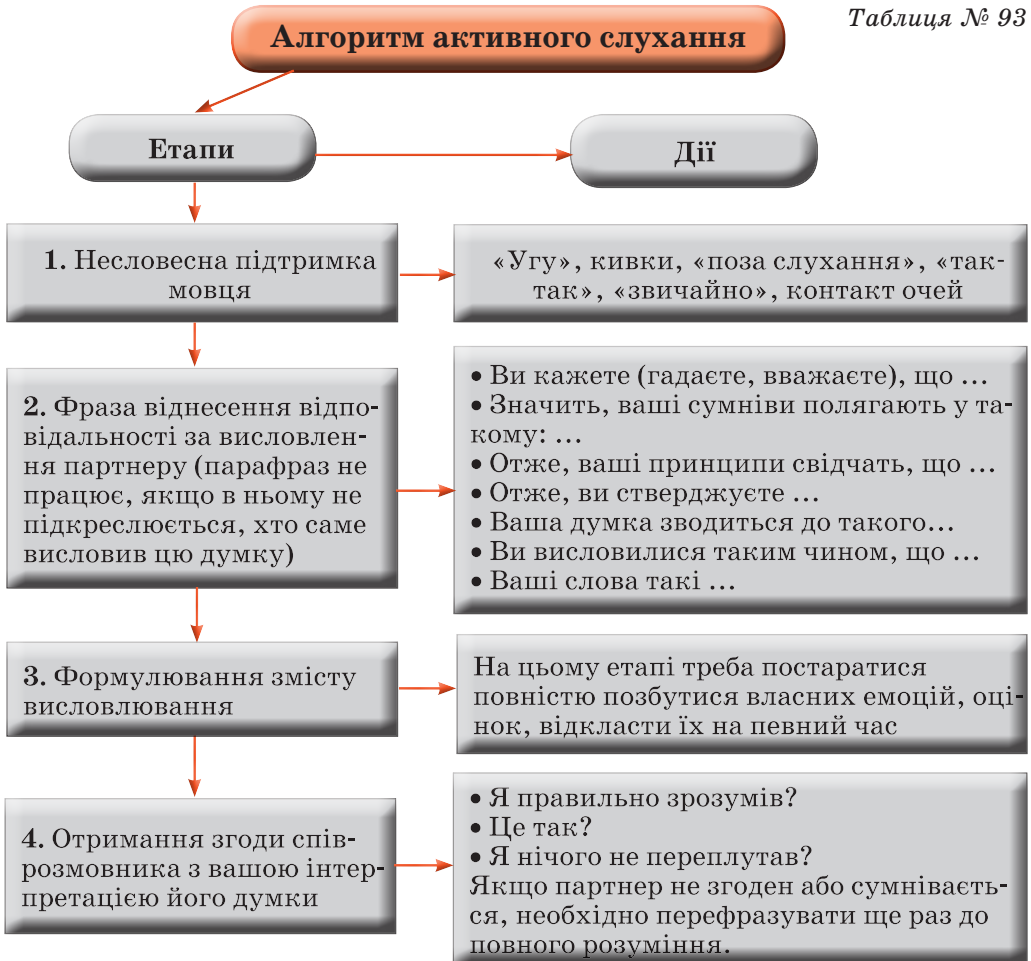 Таблиця № 93
Алгоритм активного слухання
Етапи
Дії
1. Несловесна підтримка
мовця
«Угу», кивки, «поза слухання», «так-
так», «звичайно», контакт очей
2. Фраза віднесення відпо-
відальності за висловлен-
ня партнеру (парафраз не
працює, якщо в ньому не
підкреслюється, хто саме
висловив цю думку)
• Ви кажете (гадаєте, вважаєте), що ...
• Значить, ваші сумніви полягають у та-
кому: ...
• Отже, ваші принципи свідчать, що ...
• Отже, ви стверджуєте ...
• Ваша думка зводиться до такого...
• Ви висловилися таким чином, що ...
• Ваші слова такі ...
3. Формулювання змісту
висловлювання
На цьому етапі треба постаратися
повністю позбутися власних емоцій, оці-
нок, відкласти їх на певний час
4. Отримання згоди спів-
розмовника з вашою інтер-
претацією його думки
• Я правильно зрозумів?
• Це так?
• Я нічого не переплутав?
Якщо партнер не згоден або сумніваєть-
ся, необхідно перефразувати ще раз до
повного розуміння.